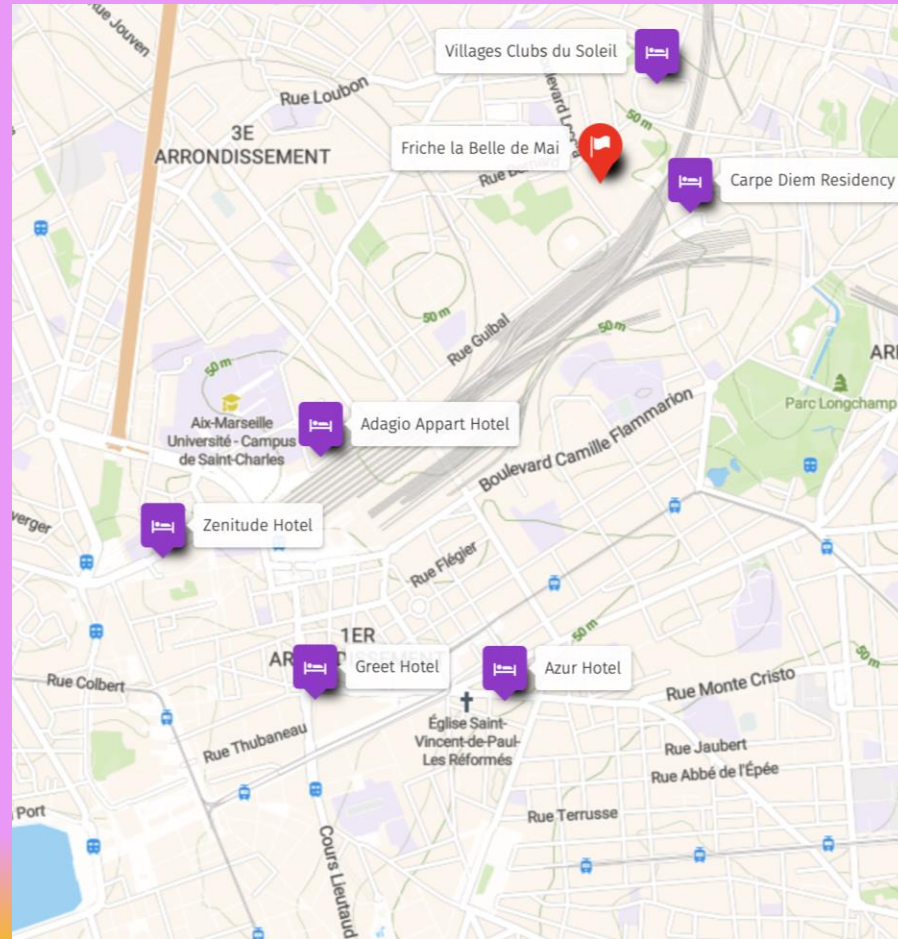 Rue Jouven
Villages Clubs du Soleil
Rue Loubon
3E
ARRONDISSEMENT
50 m
Friche la Belle de Mai
Carpe Diem Residency
50 m
Rue Guibal
50 m
50 m
Parc Longchamp
Aix-Marseille
Université - Campus
de Saint-Charles
Adagio Appart Hotel
Boulevard Camille Flammarion
Zenitude Hotel
Rue Flégier
1ER
50 m
50 m
Greet Hotel
Azur Hotel
Rue Colbert
Rue Monte Cristo
Rue Thubaneau
Église Saint-
Vincent-de-Paul-
Les Réformés
Rue Jaubert
Rue Abbé de l'Épée
Port
Rue Terrusse
Cours Lieutaud